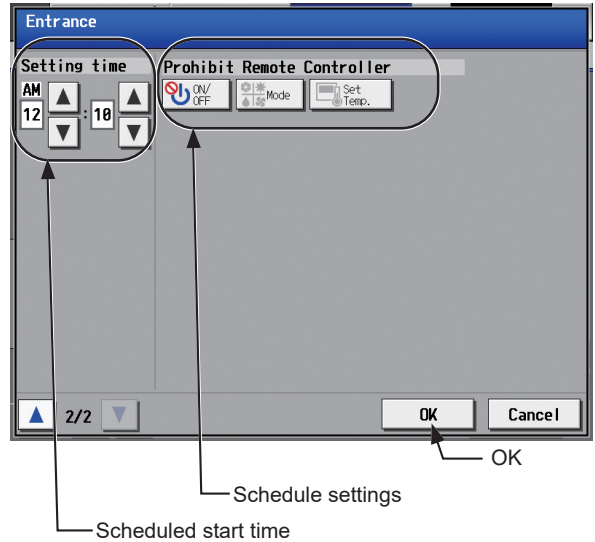 Entrance
Setting time
Prohibit Remote Controller
AM
12 : 10
ON/
OFF
Mode
Set
Temp.
2/2
OK
Cancel
OK
Schedule settings
Scheduled start time